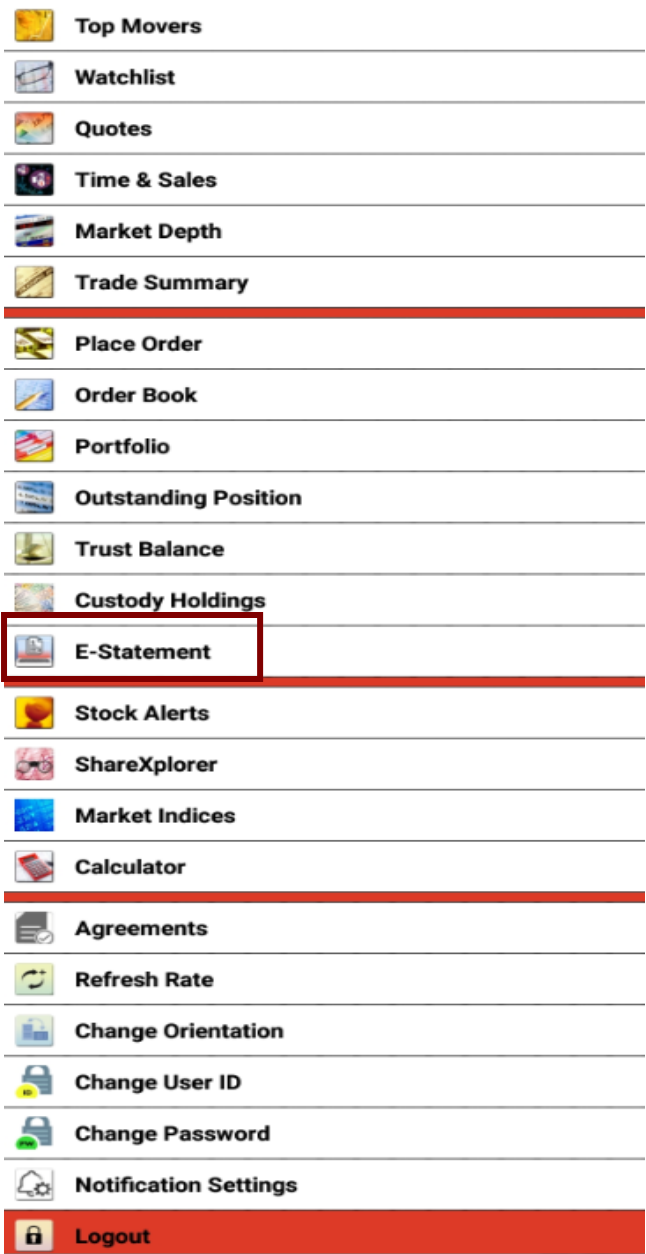 Top Movers
Watchlist
Quotes
Time & Sales
Market Depth
Trade Summary
Place Order
Order Book
Portfolio
Outstanding Position
Trust Balance
Custody Holdings
E-Statement
Stock Alerts
ShareXplorer
Market Indices
Calculator
Agreements
Refresh Rate
Change Orientation
ID
Change User ID
PW
Change Password
Notification Settings
Logout